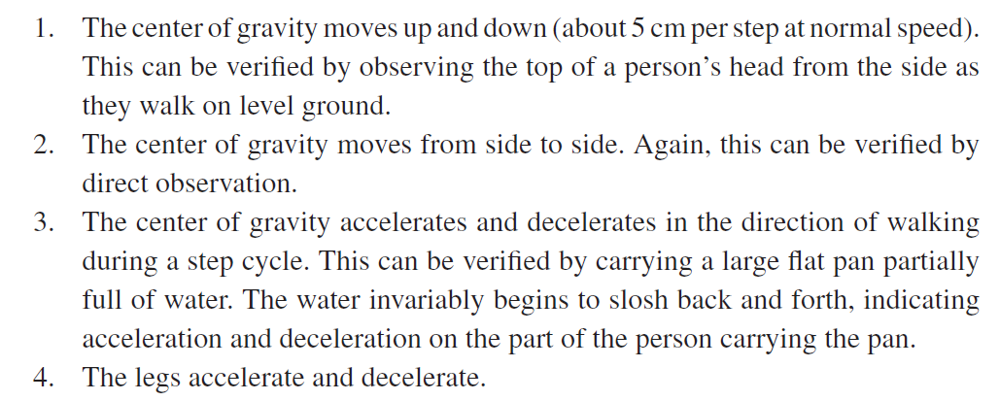 1. The center of gravity moves up and down (about 5 cm per step at normal speed).
This can be verified by observing the top of a person’s head from the side as
they walk on level ground.
2. The center of gravity moves from side to side. Again, this can be verified by
direct observation.
3. The center of gravity accelerates and decelerates in the direction of walking
during a step cycle. This can be verified by carrying a large flat pan partially
full of water. The water invariably begins to slosh back and forth, indicating
acceleration and deceleration on the part of the person carrying the pan.
4. The legs accelerate and decelerate.